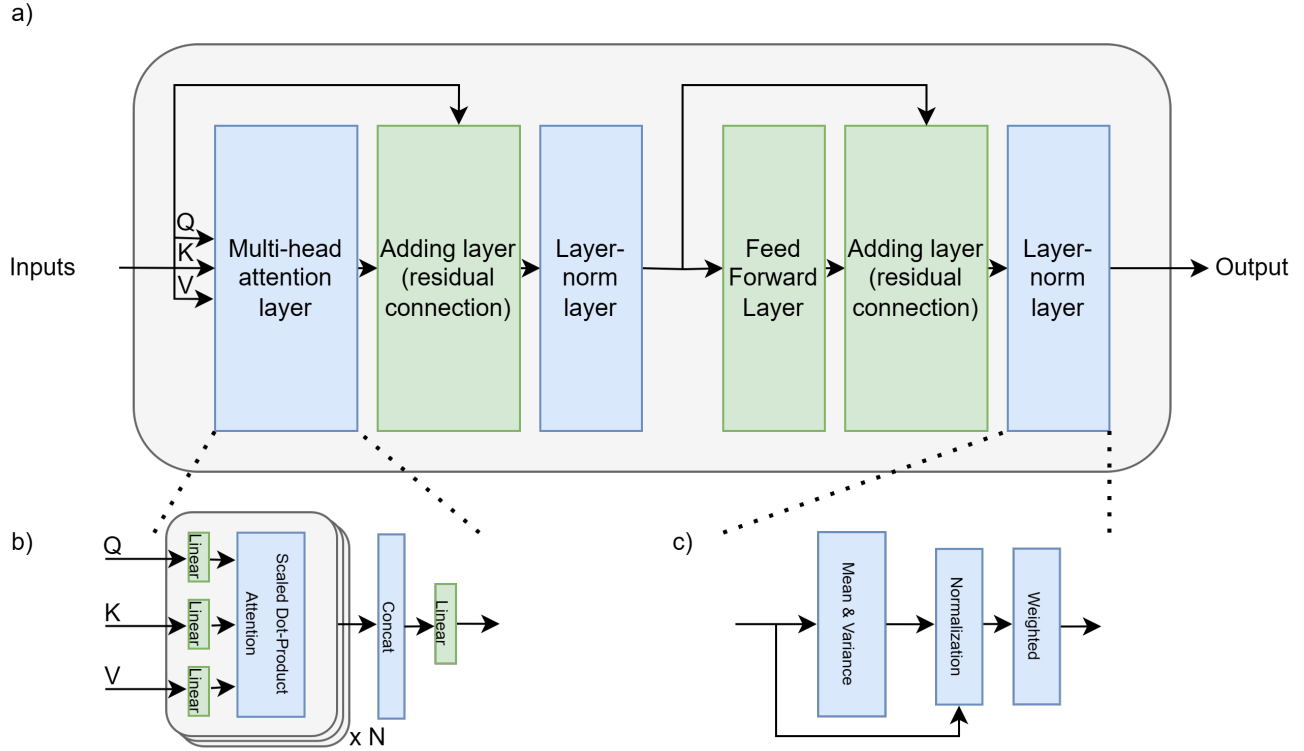 a)
Inputs
Q
K
V
Multi-head
attention
layer
Adding layer
(residual
connection)
Layer-
norm
layer
Feed
Forward
Layer
Adding layer
(residual
connection)
Layer-
norm
layer
Output
b)
Q
K
V
Linear
Linear
Linear
Scaled Dot-Product
Attention
x N
Concat
Linear
c)
Mean & Variance
Normalization
Weighted